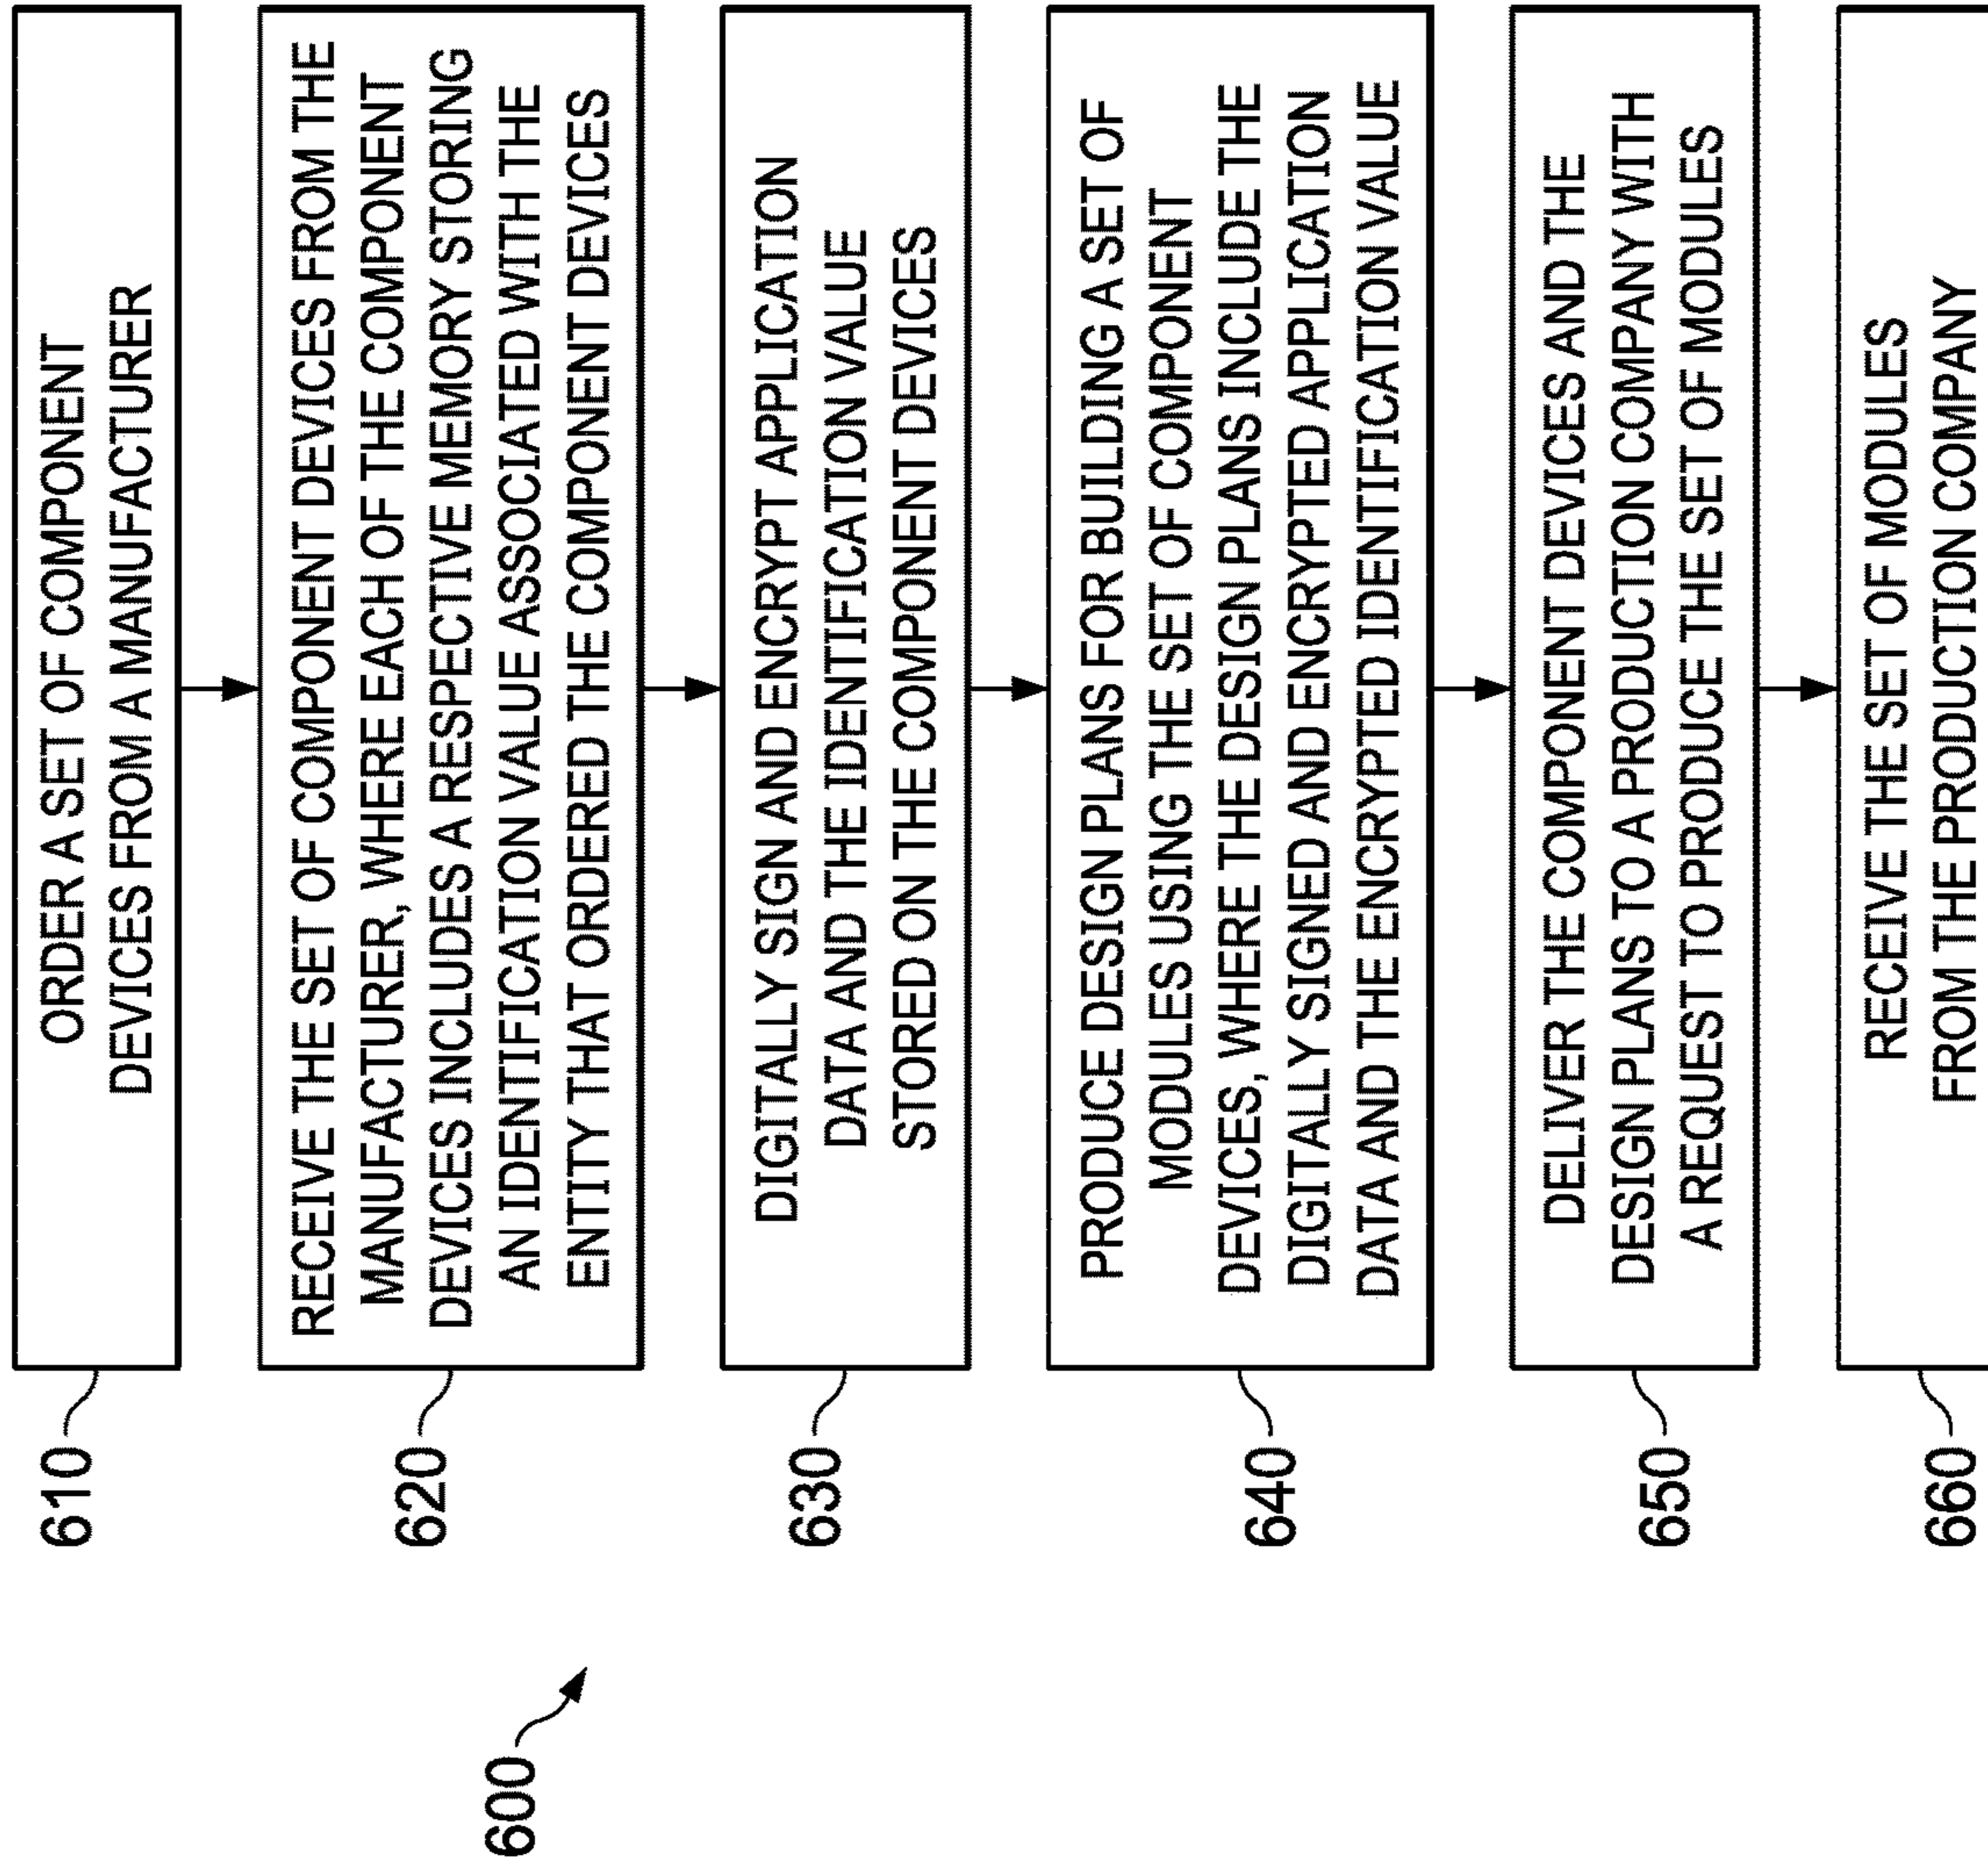 600
610
ORDER A SET OF COMPONENT
DEVICES FROM A MANUFACTURER
620
RECEIVE THE SET OF COMPONENT DEVICES FROM THE
MANUFACTURER, WHERE EACH OF THE COMPONENT
DEVICES INCLUDES A RESPECTIVE MEMORY STORING
AN IDENTIFICATION VALUE ASSOCIATED WITH THE
ENTITY THAT ORDERED THE COMPONENT DEVICES
630
DIGITALLY SIGN AND ENCRYPT APPLICATION
DATA AND THE IDENTIFICATION VALUE
STORED ON THE COMPONENT DEVICES
640
PRODUCE DESIGN PLANS FOR BUILDING A SET OF
MODULES USING THE SET OF COMPONENT
DEVICES, WHERE THE DESIGN PLANS INCLUDE THE
DIGITALLY SIGNED AND ENCRYPTED APPLICATION
DATA AND THE ENCRYPTED IDENTIFICATION VALUE
650
DELIVER THE COMPONENT DEVICES AND THE
DESIGN PLANS TO A PRODUCTION COMPANY WITH
A REQUEST TO PRODUCE THE SET OF MODULES
660
RECEIVE THE SET OF MODULES
FROM THE PRODUCTION COMPANY